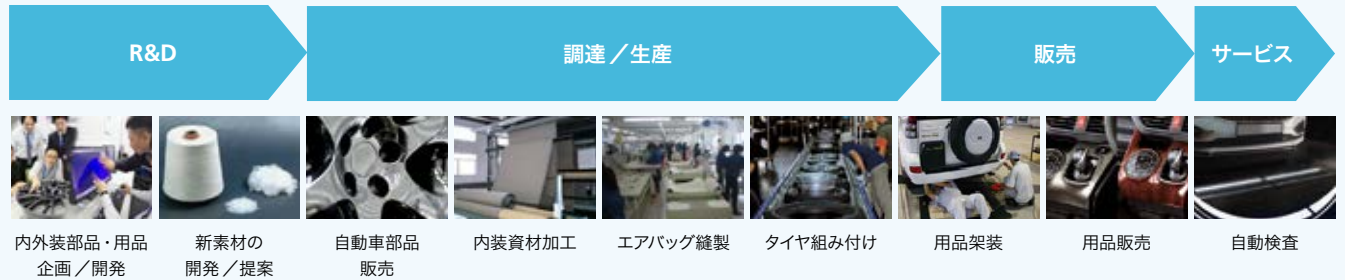 R&D
調達／生産
販売
サービス
内外装部品・用品
企画／開発
新素材の
開発／提案
自動車部品
販売
内装資材加工
エアバッグ縫製
タイヤ組み付け
用品架装
用品販売
自動検査